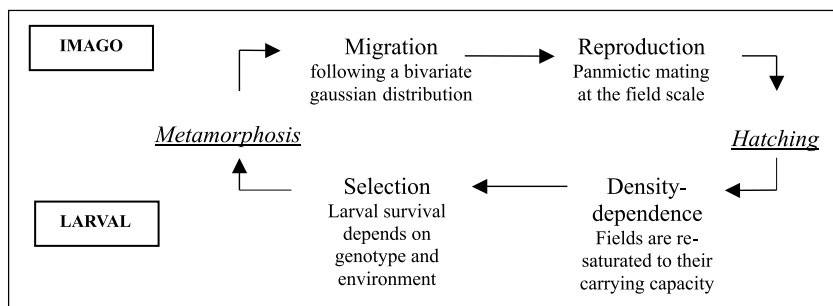 IMAGO
Migration
following a bivariate
gaussian distribution
Reproduction
Panmictic mating
at the field scale
Metamorphosis
Hatching
LARVAL
Selection
Larval survival
depends on
genotype and
environment
Density-
dependence
Fields are re-
saturated to their
carrying capacity